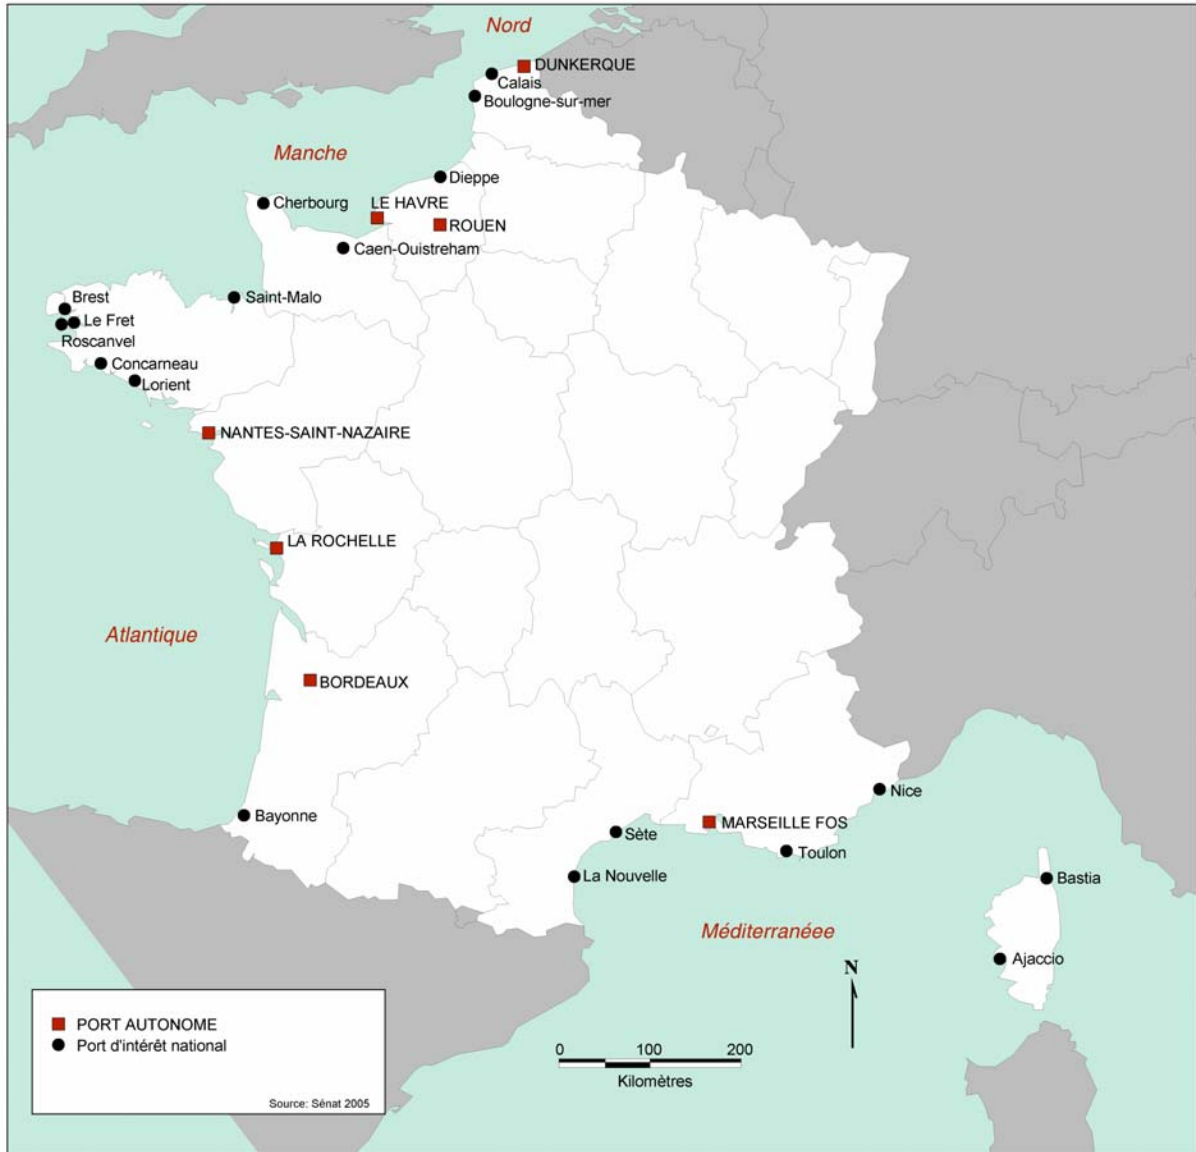 Nord
DUNKERQUE
Calais
Boulogne-sur-mer
Manche
Dieppe
Cherbourg
LE HAVRE
ROUEN
Caen-Ouistreham
Brest
Saint-Malo
Le Fret
Roscanvel
Concarneau
Lorient
NANTES-SAINT-NAZAIRE
LA ROCHELLE
Atlantique
BORDEAUX
Bayonne
Nice
MARSEILLE FOS
Sète
Toulon
La Nouvelle
Bastia
Méditerranéee
Ajaccio
N
PORT AUTONOME
Port d'intérêt national
Source: Sénat 2005
0 100 200
Kilomètres